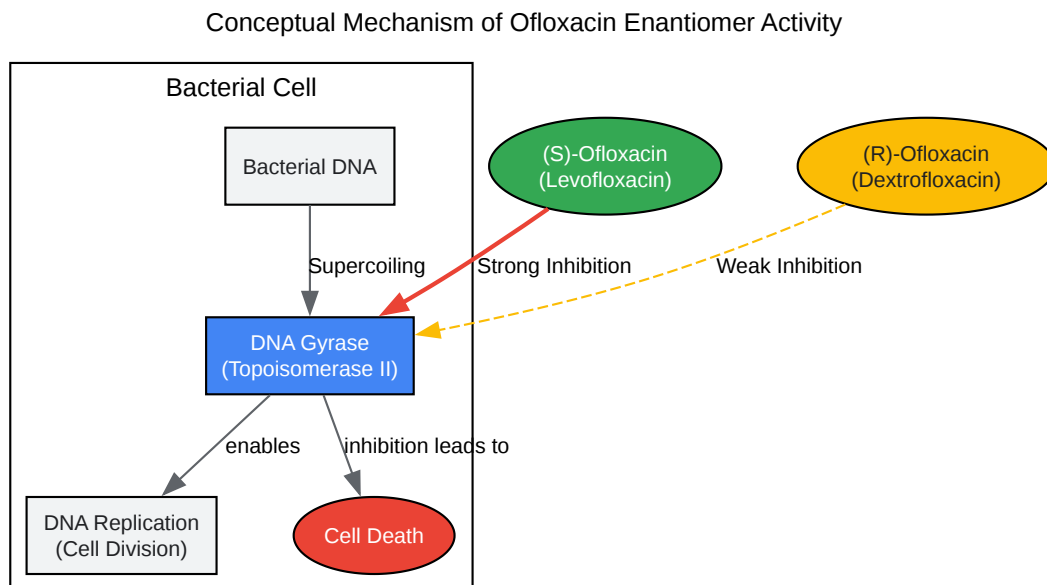 Conceptual Mechanism of Ofloxacin Enantiomer Activity
Bacterial Cell
Bacterial DNA
(S)-Ofloxacin
(Levofloxacin)
(R)-Ofloxacin
(Dextrofloxacin)
Supercoiling
Strong Inhibition
Weak Inhibition
DNA Gyrase
(Topoisomerase II)
enables
inhibition leads to
DNA Replication
(Cell Division)
Cell Death